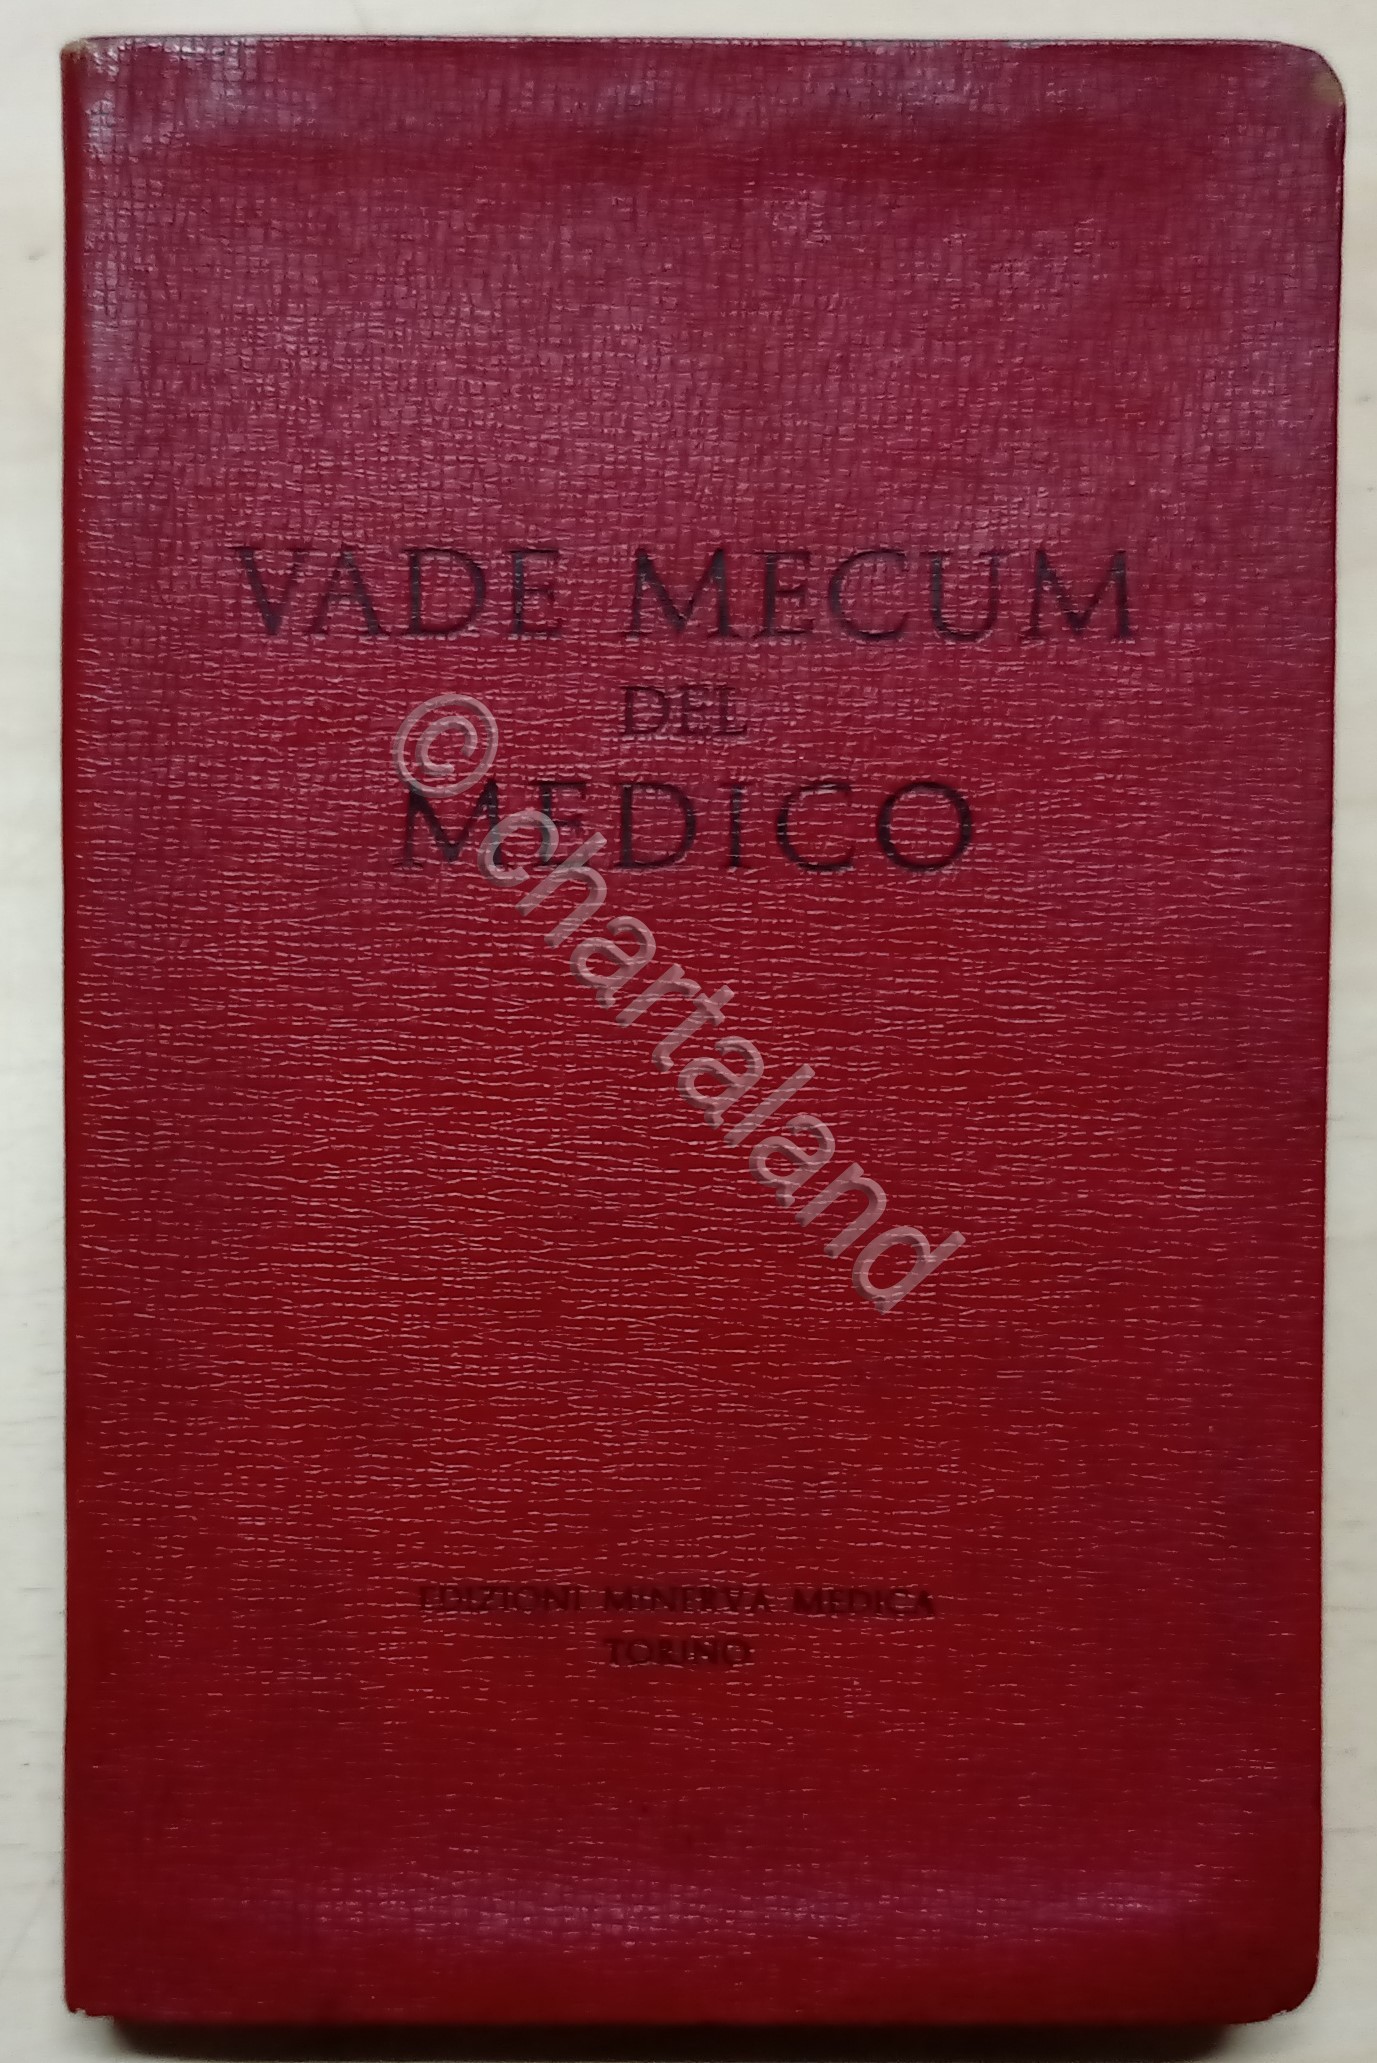 VADE MECUM
DEL
MEDICO
© chartaland
EDIZIONI MINERVA MEDICA
TORINO